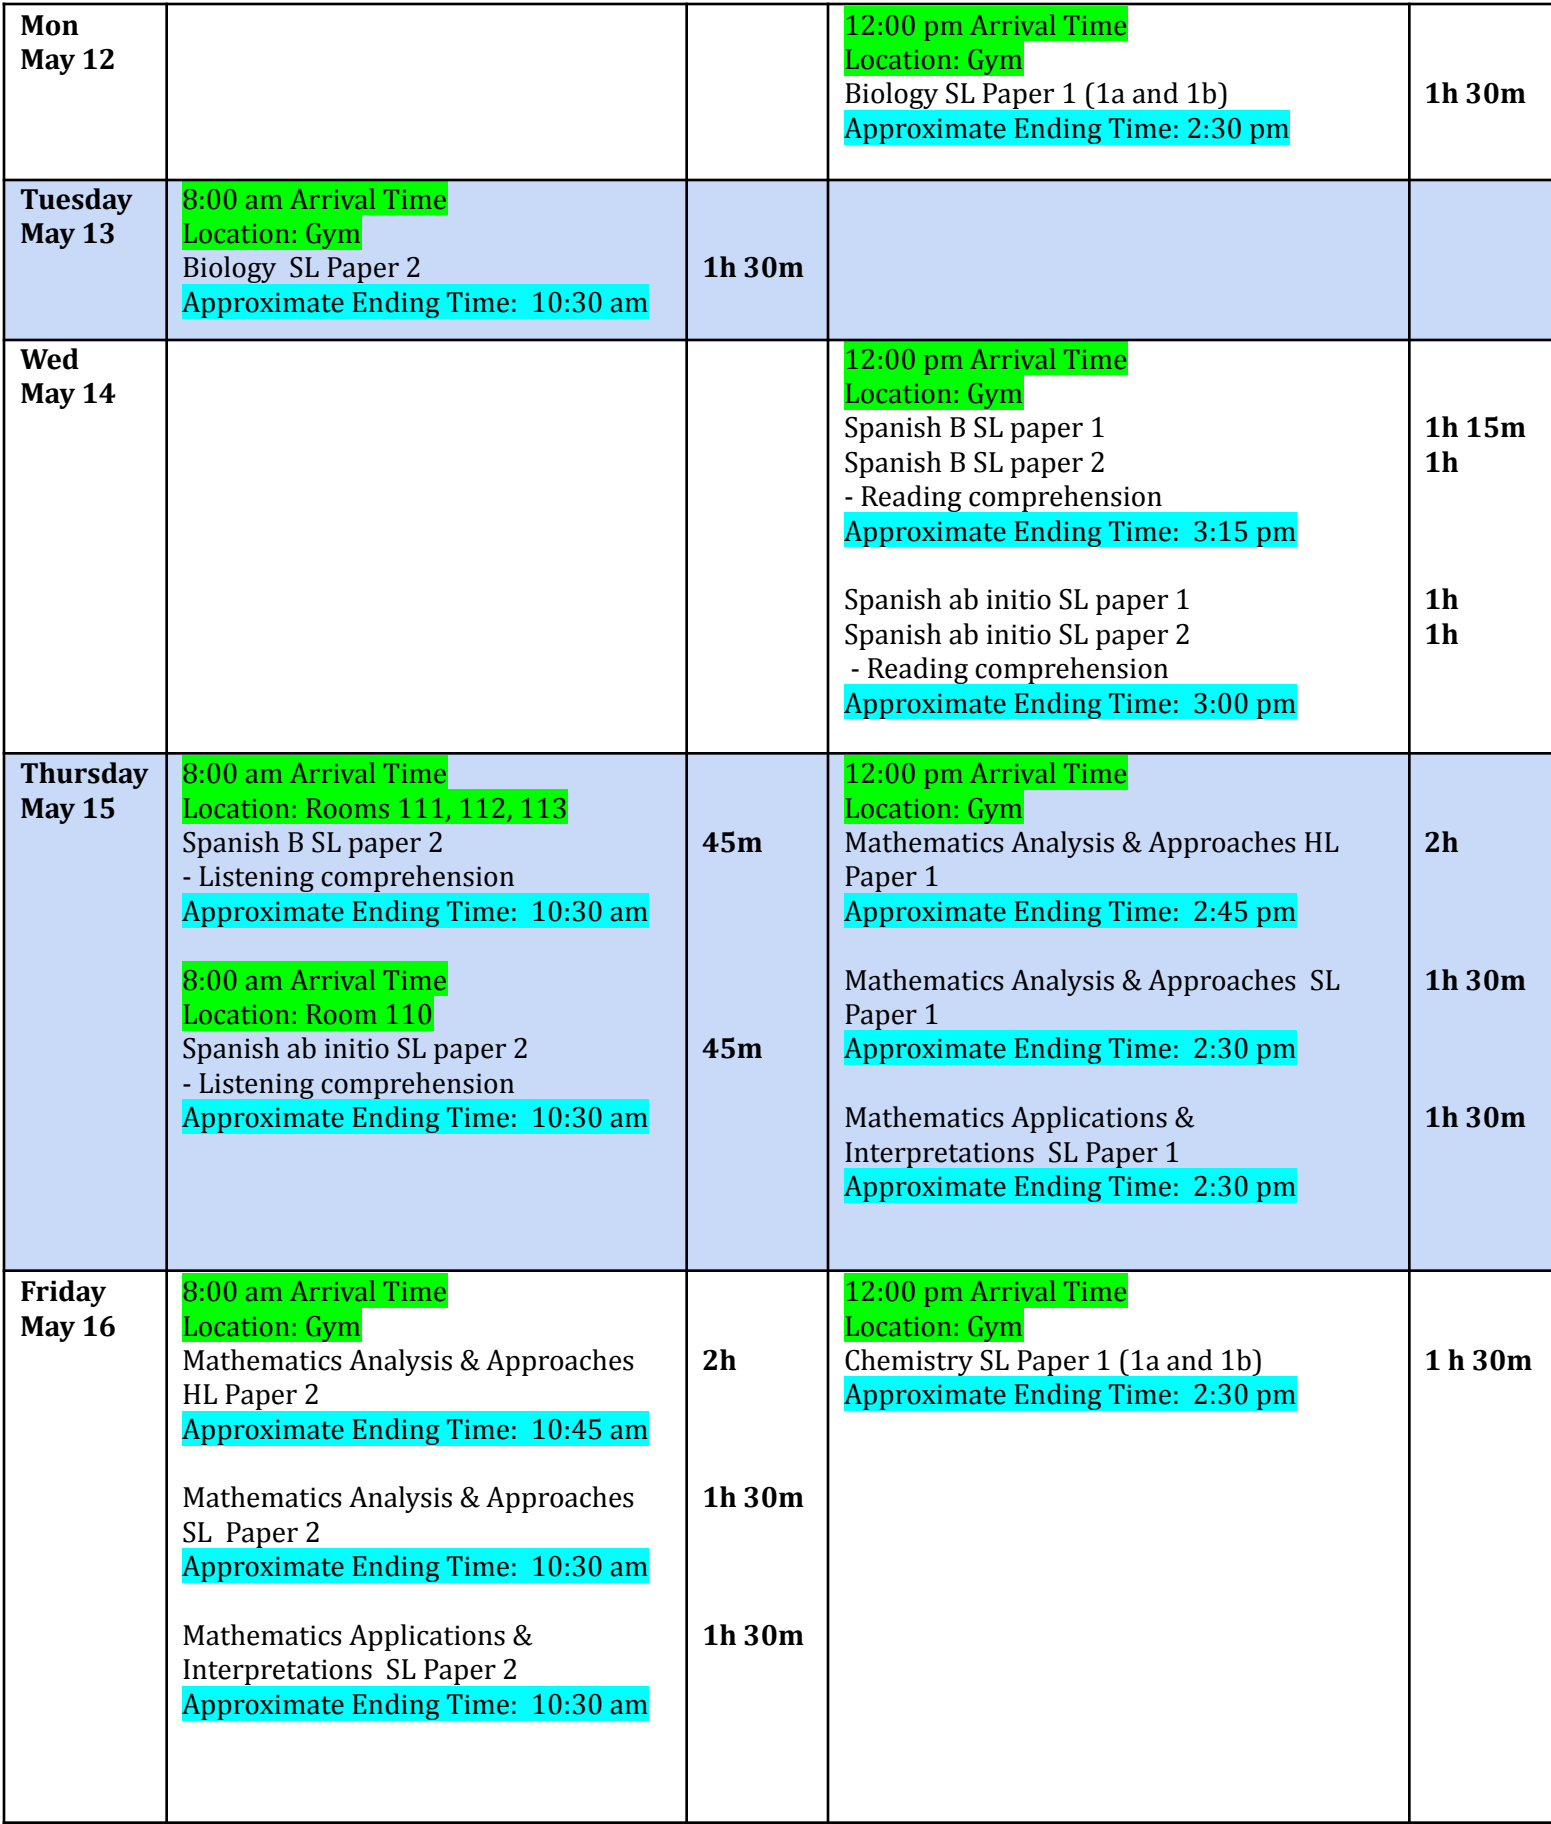 Mon
May 12
12:00 pm Arrival Time
Location: Gym
Biology SL Paper 1 (1a and 1b)
Approximate Ending Time: 2:30 pm
1h 30m
Tuesday
May 13
8:00 am Arrival Time
Location: Gym
Biology  SL Paper 2
Approximate Ending Time:  10:30 am
1h 30m
Wed
May 14
12:00 pm Arrival Time
Location: Gym
Spanish B SL paper 1
Spanish B SL paper 2
- Reading comprehension
Approximate Ending Time:  3:15 pm
Spanish ab initio SL paper 1
Spanish ab initio SL paper 2
- Reading comprehension
Approximate Ending Time:  3:00 pm
1h 15m
1h
1h
1h
Thursday
May 15
8:00 am Arrival Time
Location: Rooms 111, 112, 113
Spanish B SL paper 2
- Listening comprehension
Approximate Ending Time:  10:30 am
8:00 am Arrival Time
Location: Room 110
Spanish ab initio SL paper 2
- Listening comprehension
Approximate Ending Time:  10:30 am
45m
45m
12:00 pm Arrival Time
Location: Gym
Mathematics Analysis & Approaches HL
Paper 1
Approximate Ending Time:  2:45 pm
Mathematics Analysis & Approaches  SL
Paper 1
Approximate Ending Time:  2:30 pm
Mathematics Applications &
Interpretations  SL Paper 1
Approximate Ending Time:  2:30 pm
2h
1h 30m
1h 30m
Friday
May 16
8:00 am Arrival Time
Location: Gym
Mathematics Analysis & Approaches
HL Paper 2
Approximate Ending Time:  10:45 am
Mathematics Analysis & Approaches
SL  Paper 2
Approximate Ending Time:  10:30 am
Mathematics Applications &
Interpretations  SL Paper 2
Approximate Ending Time:  10:30 am
2h
1h 30m
1h 30m
12:00 pm Arrival Time
Location: Gym
Chemistry SL Paper 1 (1a and 1b)
Approximate Ending Time:  2:30 pm
1 h 30m